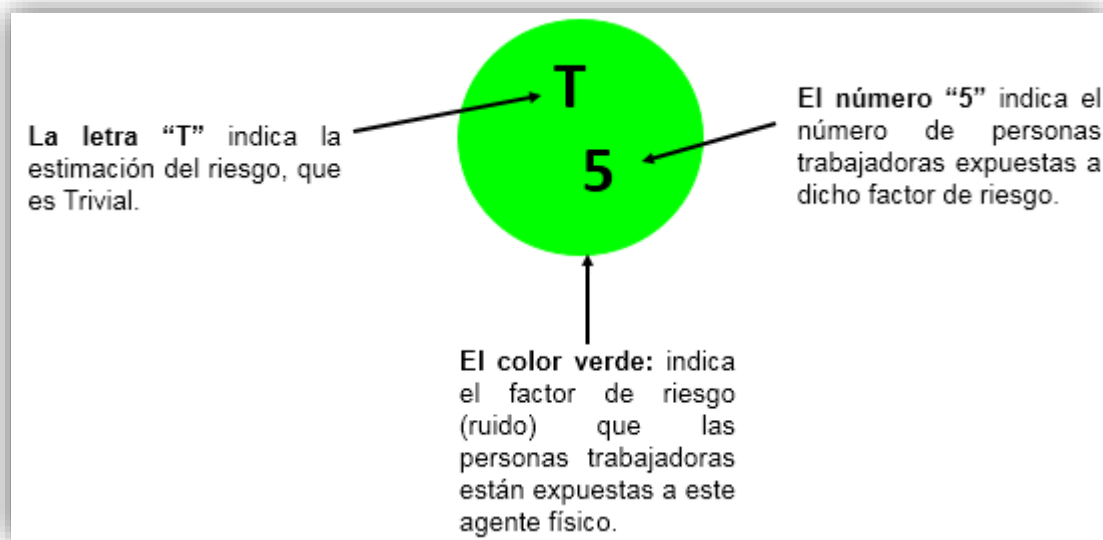 T
5
La letra “T” indica la
estimación del riesgo, que
es Trivial.
El número “5” indica el
número de personas
trabajadoras expuestas a
dicho factor de riesgo.
El color verde: indica
el factor de riesgo
(ruido) que las
personas trabajadoras
están expuestas a este
agente físico.